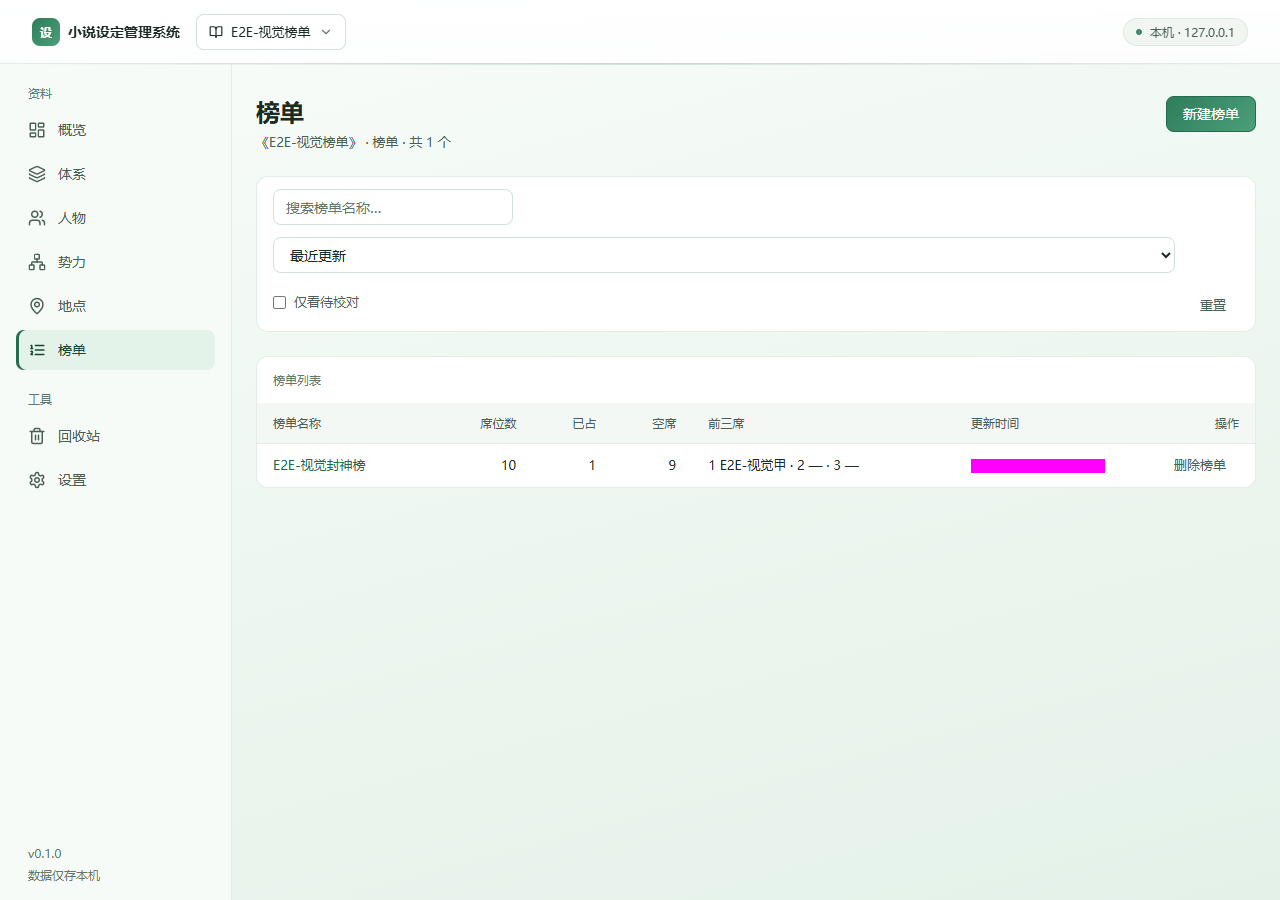 设 小说设定管理系统 E2E-视觉榜单 本机 · 127.0.0.1
资料
概览
体系
人物
势力
地点
榜单
工具
回收站
设置
v0.1.0
数据仅存本机
榜单
新建榜单
《E2E-视觉榜单》 · 榜单 · 共 1 个
搜索榜单名称...
最近更新
仅看待校对
重置
榜单列表
榜单名称 席位数 已占 空席 前三席 更新时间 操作
E2E-视觉封神榜 10 1 9 1 E2E-视觉甲 · 2 — · 3 — 删除榜单